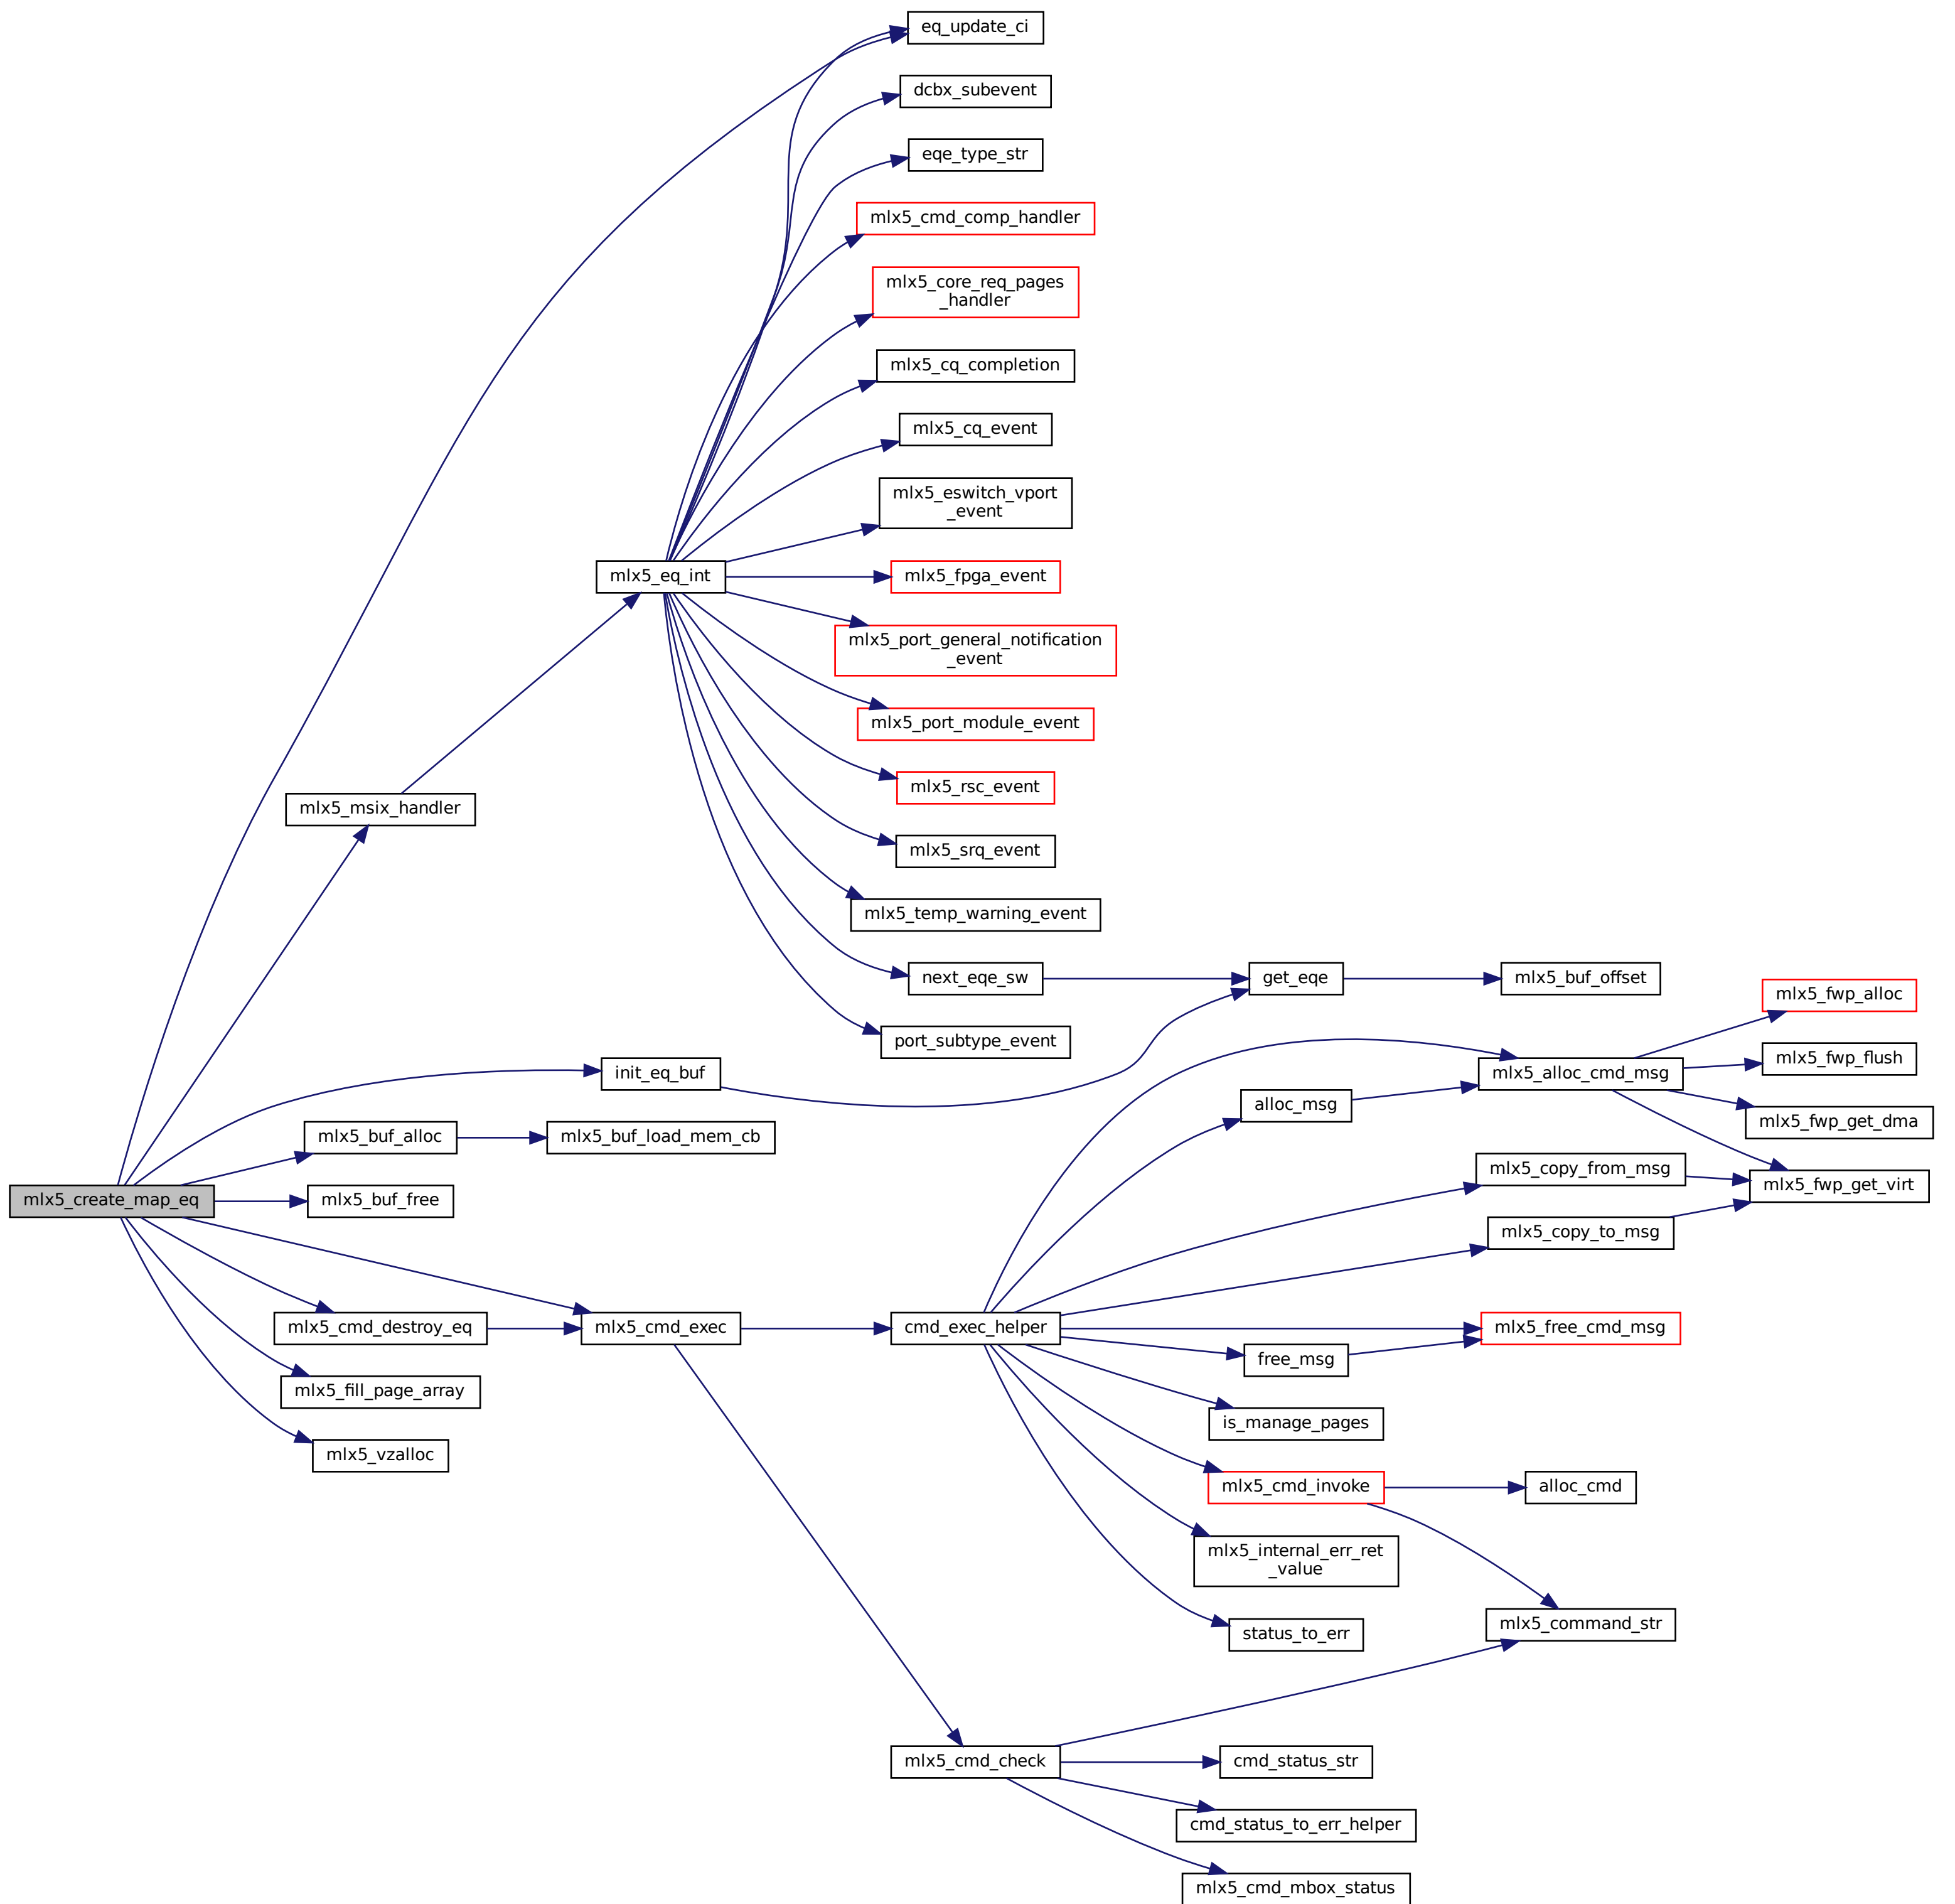 eq_update_ci
dcbx_subevent
eqe_type_str
mlx5_cmd_comp_handler
mlx5_core_req_pages
_handler
mlx5_cq_completion
mlx5_cq_event
mlx5_eswitch_vport
_event
mlx5_eq_int
mlx5_fpga_event
mlx5_port_general_notification
_event
mlx5_port_module_event
mlx5_rsc_event
mlx5_msix_handler
mlx5_srq_event
mlx5_temp_warning_event
next_eqe_sw
get_eqe
mlx5_buf_offset
mlx5_fwp_alloc
port_subtype_event
mlx5_fwp_flush
init_eq_buf
mlx5_alloc_cmd_msg
alloc_msg
mlx5_fwp_get_dma
mlx5_buf_alloc
mlx5_buf_load_mem_cb
mlx5_copy_from_msg
mlx5_fwp_get_virt
mlx5_create_map_eq
mlx5_buf_free
mlx5_copy_to_msg
mlx5_cmd_destroy_eq
mlx5_cmd_exec
cmd_exec_helper
mlx5_free_cmd_msg
free_msg
mlx5_fill_page_array
is_manage_pages
mlx5_vzalloc
mlx5_cmd_invoke
alloc_cmd
mlx5_internal_err_ret
_value
mlx5_command_str
status_to_err
mlx5_cmd_check
cmd_status_str
cmd_status_to_err_helper
mlx5_cmd_mbox_status